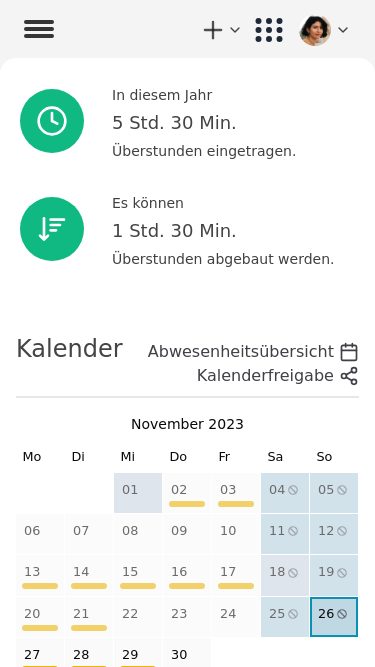 In diesem Jahr
5 Std. 30 Min.
Überstunden eingetragen.
Es können
1 Std. 30 Min.
Überstunden abgebaut werden.
Kalender
Abwesenheitsübersicht
Kalenderfreigabe
November 2023
Mo Di Mi Do Fr Sa So
01 02 03 04 05
06 07 08 09 10 11 12
13 14 15 16 17 18 19
20 21 22 23 24 25 26
27 28 29 30